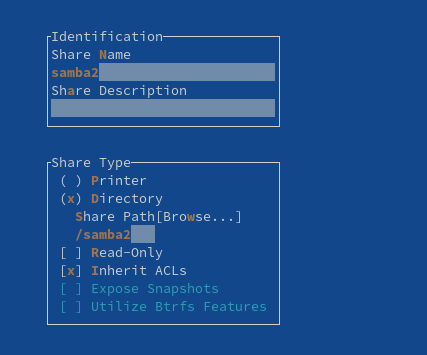 Identification
Share Name
samba2
Share Description
Share Type
( ) Printer
(x) Directory
Share Path[Browse...]
/samba2
[ ] Read-Only
[x] Inherit ACLs
[ ] Expose Snapshots
[ ] Utilize Btrfs Features